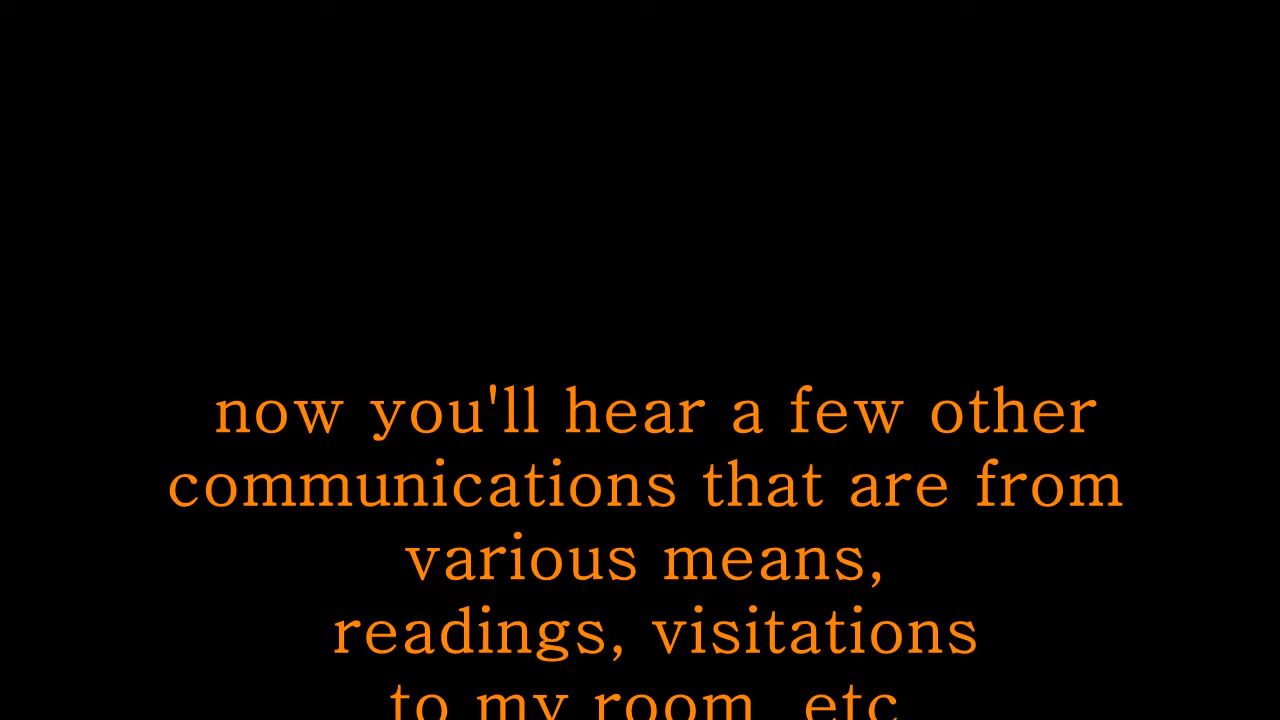 now you'll hear a few other
communications that are from
various means,
readings, visitations
to my room, etc